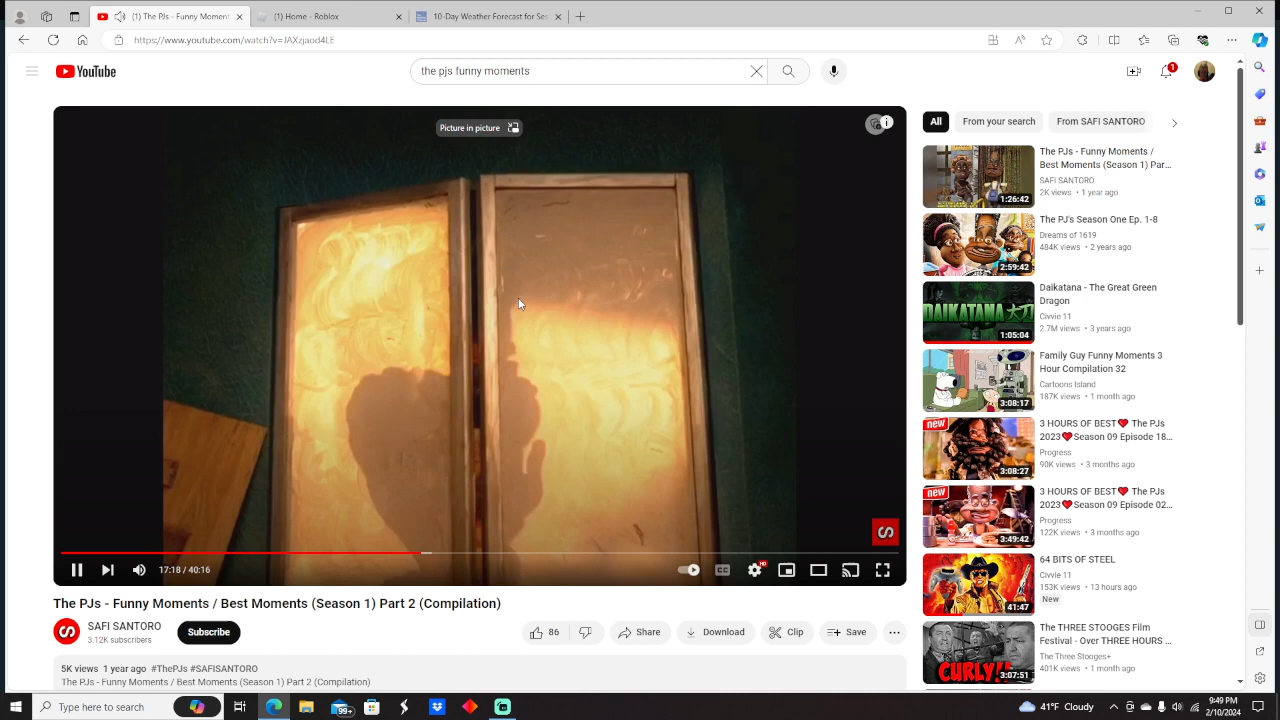 (1) The PJs - Funny Moment
(1) Home - Roblox
10-Day Weather Forecast for Ses
https://www.youtube.com/watch?v=JAXzjaod4LE
YouTube
the pjs funny moments
1
Picture in picture
All
From your search
From SAFI SANTORO
The PJs - Funny Moments /
Best Moments (Season 1) Par...
SAFI SANTORO
2K views • 1 year ago
1:26:42
The PJ's Season One Ep. 1-8
Dreams of 1619
484K views • 2 years ago
2:59:42
Daikatana - The Great Green
Dragon
Civvie 11
2.7M views • 3 years ago
DAIKATANA
1:05:04
Family Guy Funny Moments 3
Hour Compilation 32
Cartoons Island
187K views • 1 month ago
3:08:17
new
3 HOURS OF BEST❤ The PJs
2023❤Season 09 Episode 18...
Progress
90K views • 3 months ago
3:08:27
new
3 HOURS OF BEST❤ The PJs
2023❤Season 09 Episode 02...
Progress
122K views • 3 months ago
3:49:42
64 BITS OF STEEL
Civvie 11
153K views • 13 hours ago
New
41:47
The THREE STOOGES Film
Festival - Over THREE HOURS ...
The Three Stooges+
401K views • 1 month ago
CURLY!!
3:07:51
17:18 / 40:16
CC
HD
The PJs - Funny Moments / Best Moments (Season 1) Part 2 (Compilation)
SAFI SANTORO
3.12K subscribers
Subscribe
86
Share
Download
Clip
Save
5K views 1 year ago #ThePJs #SAFISANTORO
The PJs - Funny Moments / Best Moments (Season 1) Part 2 (Compilation)
Type here to search
99+
41°F Cloudy
9:49 PM
2/10/2024